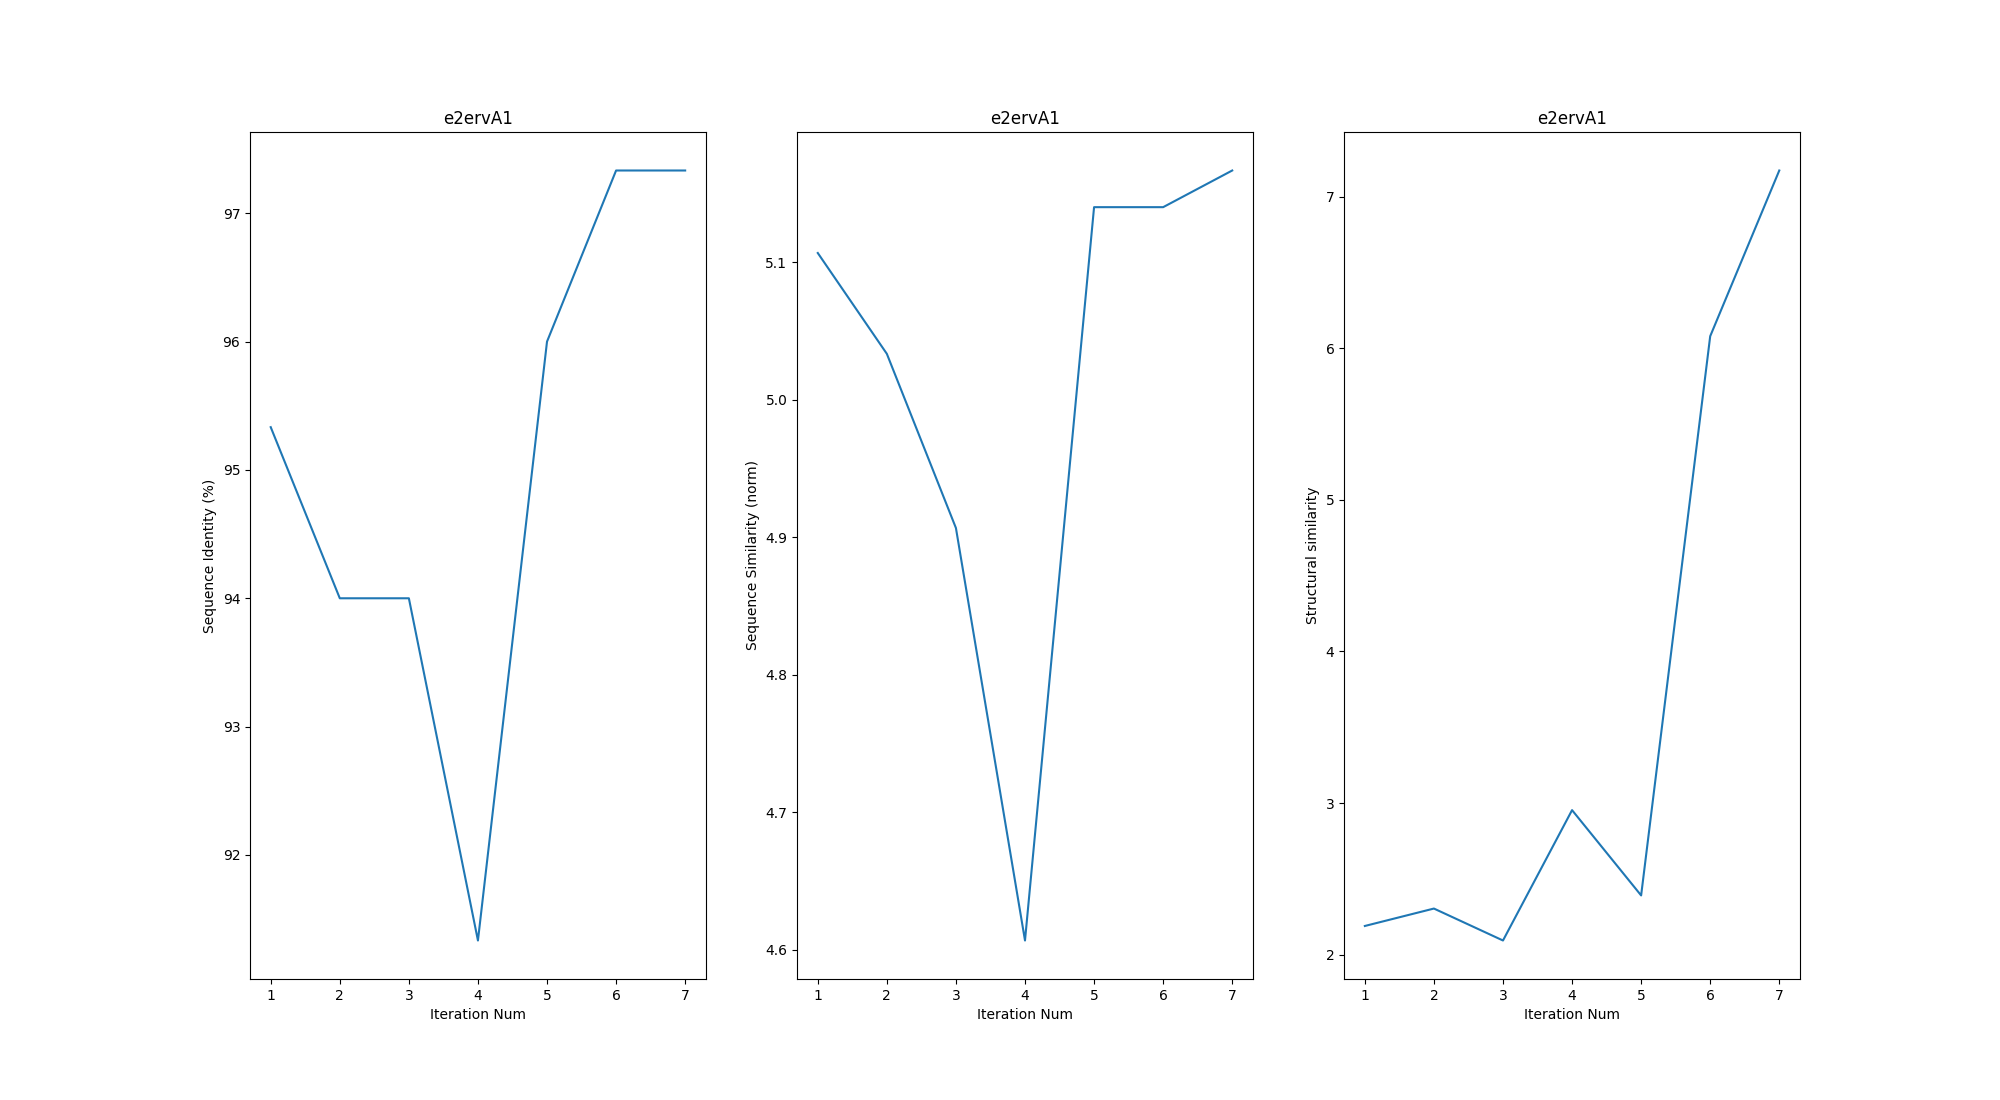 e2ervA1
97
96
95
94
93
92
Sequence Identity (%)
1 2 3 4 5 6 7
Iteration Num
e2ervA1
5.1
5.0
4.9
4.8
4.7
4.6
Sequence Similarity (norm)
1 2 3 4 5 6 7
Iteration Num
e2ervA1
7
6
5
4
3
2
Structural similarity
1 2 3 4 5 6 7
Iteration Num